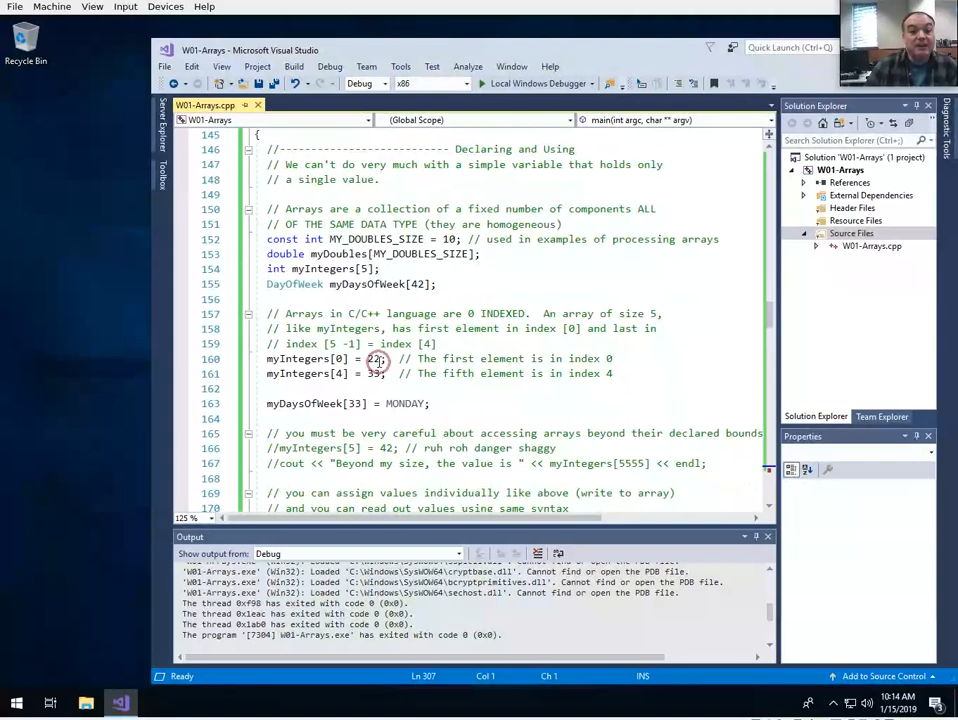 File Machine View Input Devices Help
Recycle Bin
W01-Arrays - Microsoft Visual Studio
Quick Launch (Ctrl+Q)
File Edit View Project Build Debug Team Tools Test Analyze Window Help
Debug x86 Local Windows Debugger
Server Explorer
Toolbox
W01-Arrays.cpp
W01-Arrays (Global Scope) main(int argc, char ** argv)
145 {
146 //--------------------------- Declaring and Using
147 // We can't do very much with a simple variable that holds only
148 // a single value.
149
150 // Arrays are a collection of a fixed number of components ALL
151 // OF THE SAME DATA TYPE (they are homogeneous)
152 const int MY_DOUBLES_SIZE = 10; // used in examples of processing arrays
153 double myDoubles[MY_DOUBLES_SIZE];
154 int myIntegers[5];
155 DayOfWeek myDaysOfWeek[42];
156
157 // Arrays in C/C++ language are 0 INDEXED. An array of size 5,
158 // like myIntegers, has first element in index [0] and last in
159 // index [5 -1] = index [4]
160 myIntegers[0] = 22; // The first element is in index 0
161 myIntegers[4] = 33; // The fifth element is in index 4
162
163 myDaysOfWeek[33] = MONDAY;
164
165 // you must be very careful about accessing arrays beyond their declared bounds
166 //myIntegers[5] = 42; // ruh roh danger shaggy
167 //cout << "Beyond my size, the value is " << myIntegers[5555] << endl;
168
169 // you can assign values individually like above (write to array)
170 // and you can read out values using same syntax
125 %
Output
Show output from: Debug
'W01-Arrays.exe' (Win32): Loaded 'C:\Windows\SysWOW64\cryptbase.dll'. Cannot find or open the PDB file.
'W01-Arrays.exe' (Win32): Loaded 'C:\Windows\SysWOW64\bcryptprimitives.dll'. Cannot find or open the PDB file.
'W01-Arrays.exe' (Win32): Loaded 'C:\Windows\SysWOW64\sechost.dll'. Cannot find or open the PDB file.
The thread 0xf98 has exited with code 0 (0x0).
The thread 0x1eac has exited with code 0 (0x0).
The thread 0x1ab0 has exited with code 0 (0x0).
The program '[7304] W01-Arrays.exe' has exited with code 0 (0x0).
Solution Explorer
Search Solution Explorer (Ctrl+;)
Solution 'W01-Arrays' (1 project)
W01-Arrays
References
External Dependencies
Header Files
Resource Files
Source Files
W01-Arrays.cpp
Solution Explorer Team Explorer
Properties
Diagnostic Tools
Ready Ln 307 Col 1 Ch 1 INS Add to Source Control
10:14 AM
1/15/2019
3